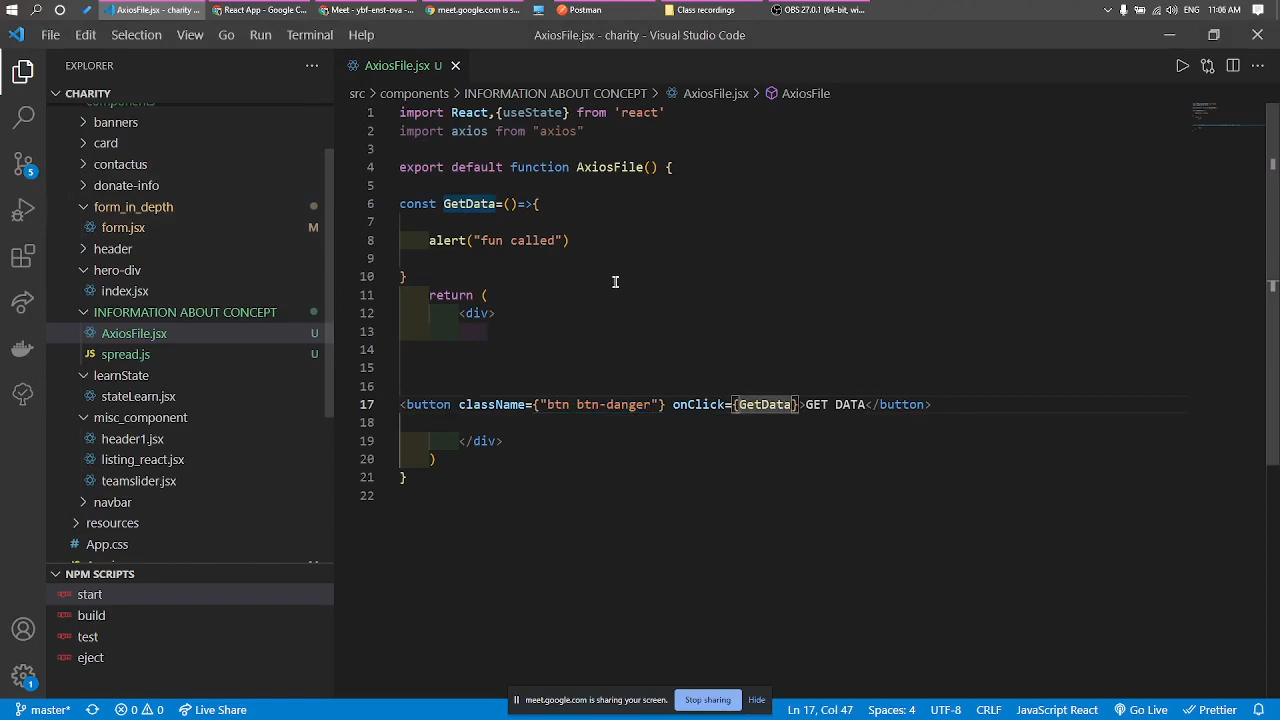 AxiosFile.jsx - charity ...
React App - Google C...
Meet - ybf-enst-ova - ...
meet.google.com is s...
Postman
Class recordings
OBS 27.0.1 (64-bit, wi...
ENG
11:06 AM
File Edit Selection View Go Run Terminal Help
AxiosFile.jsx - charity - Visual Studio Code
EXPLORER
AxiosFile.jsx U
CHARITY
src > components > INFORMATION ABOUT CONCEPT > AxiosFile.jsx > AxiosFile
components
banners
card
contactus
donate-info
form_in_depth
form.jsx M
header
hero-div
index.jsx
INFORMATION ABOUT CONCEPT
AxiosFile.jsx U
JS spread.js U
learnState
stateLearn.jsx
misc_component
header1.jsx
listing_react.jsx
teamslider.jsx
navbar
resources
App.css
NPM SCRIPTS
start
build
test
eject
5
1
1 import React,{useState} from 'react'
2 import axios from "axios"
3
4 export default function AxiosFile() {
5
6 const GetData=()=>{
7
8 alert("fun called")
9
10 }
11 return (
12 <div>
13
14
15
16
17 <button className={"btn btn-danger"} onClick={GetData}>GET DATA</button>
18
19 </div>
20 )
21 }
22
meet.google.com is sharing your screen. Stop sharing Hide
master* 0 0 Live Share
Ln 17, Col 47 Spaces: 4 UTF-8 CRLF JavaScript React Go Live Prettier